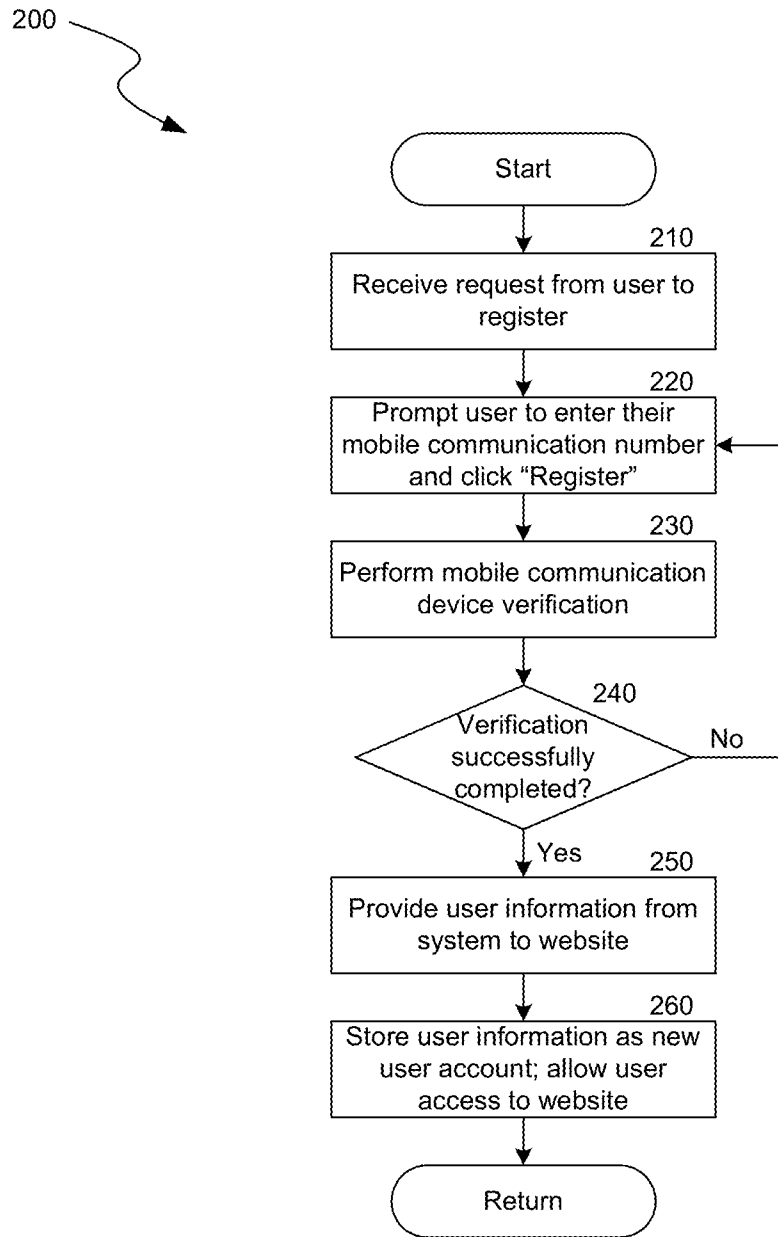 200
Start
210
Receive request from user to
register
220
Prompt user to enter their
mobile communication number
and click “Register”
230
Perform mobile communication
device verification
240
Verification
successfully
completed?
No
Yes
250
Provide user information from
system to website
260
Store user information as new
user account; allow user
access to website
Return